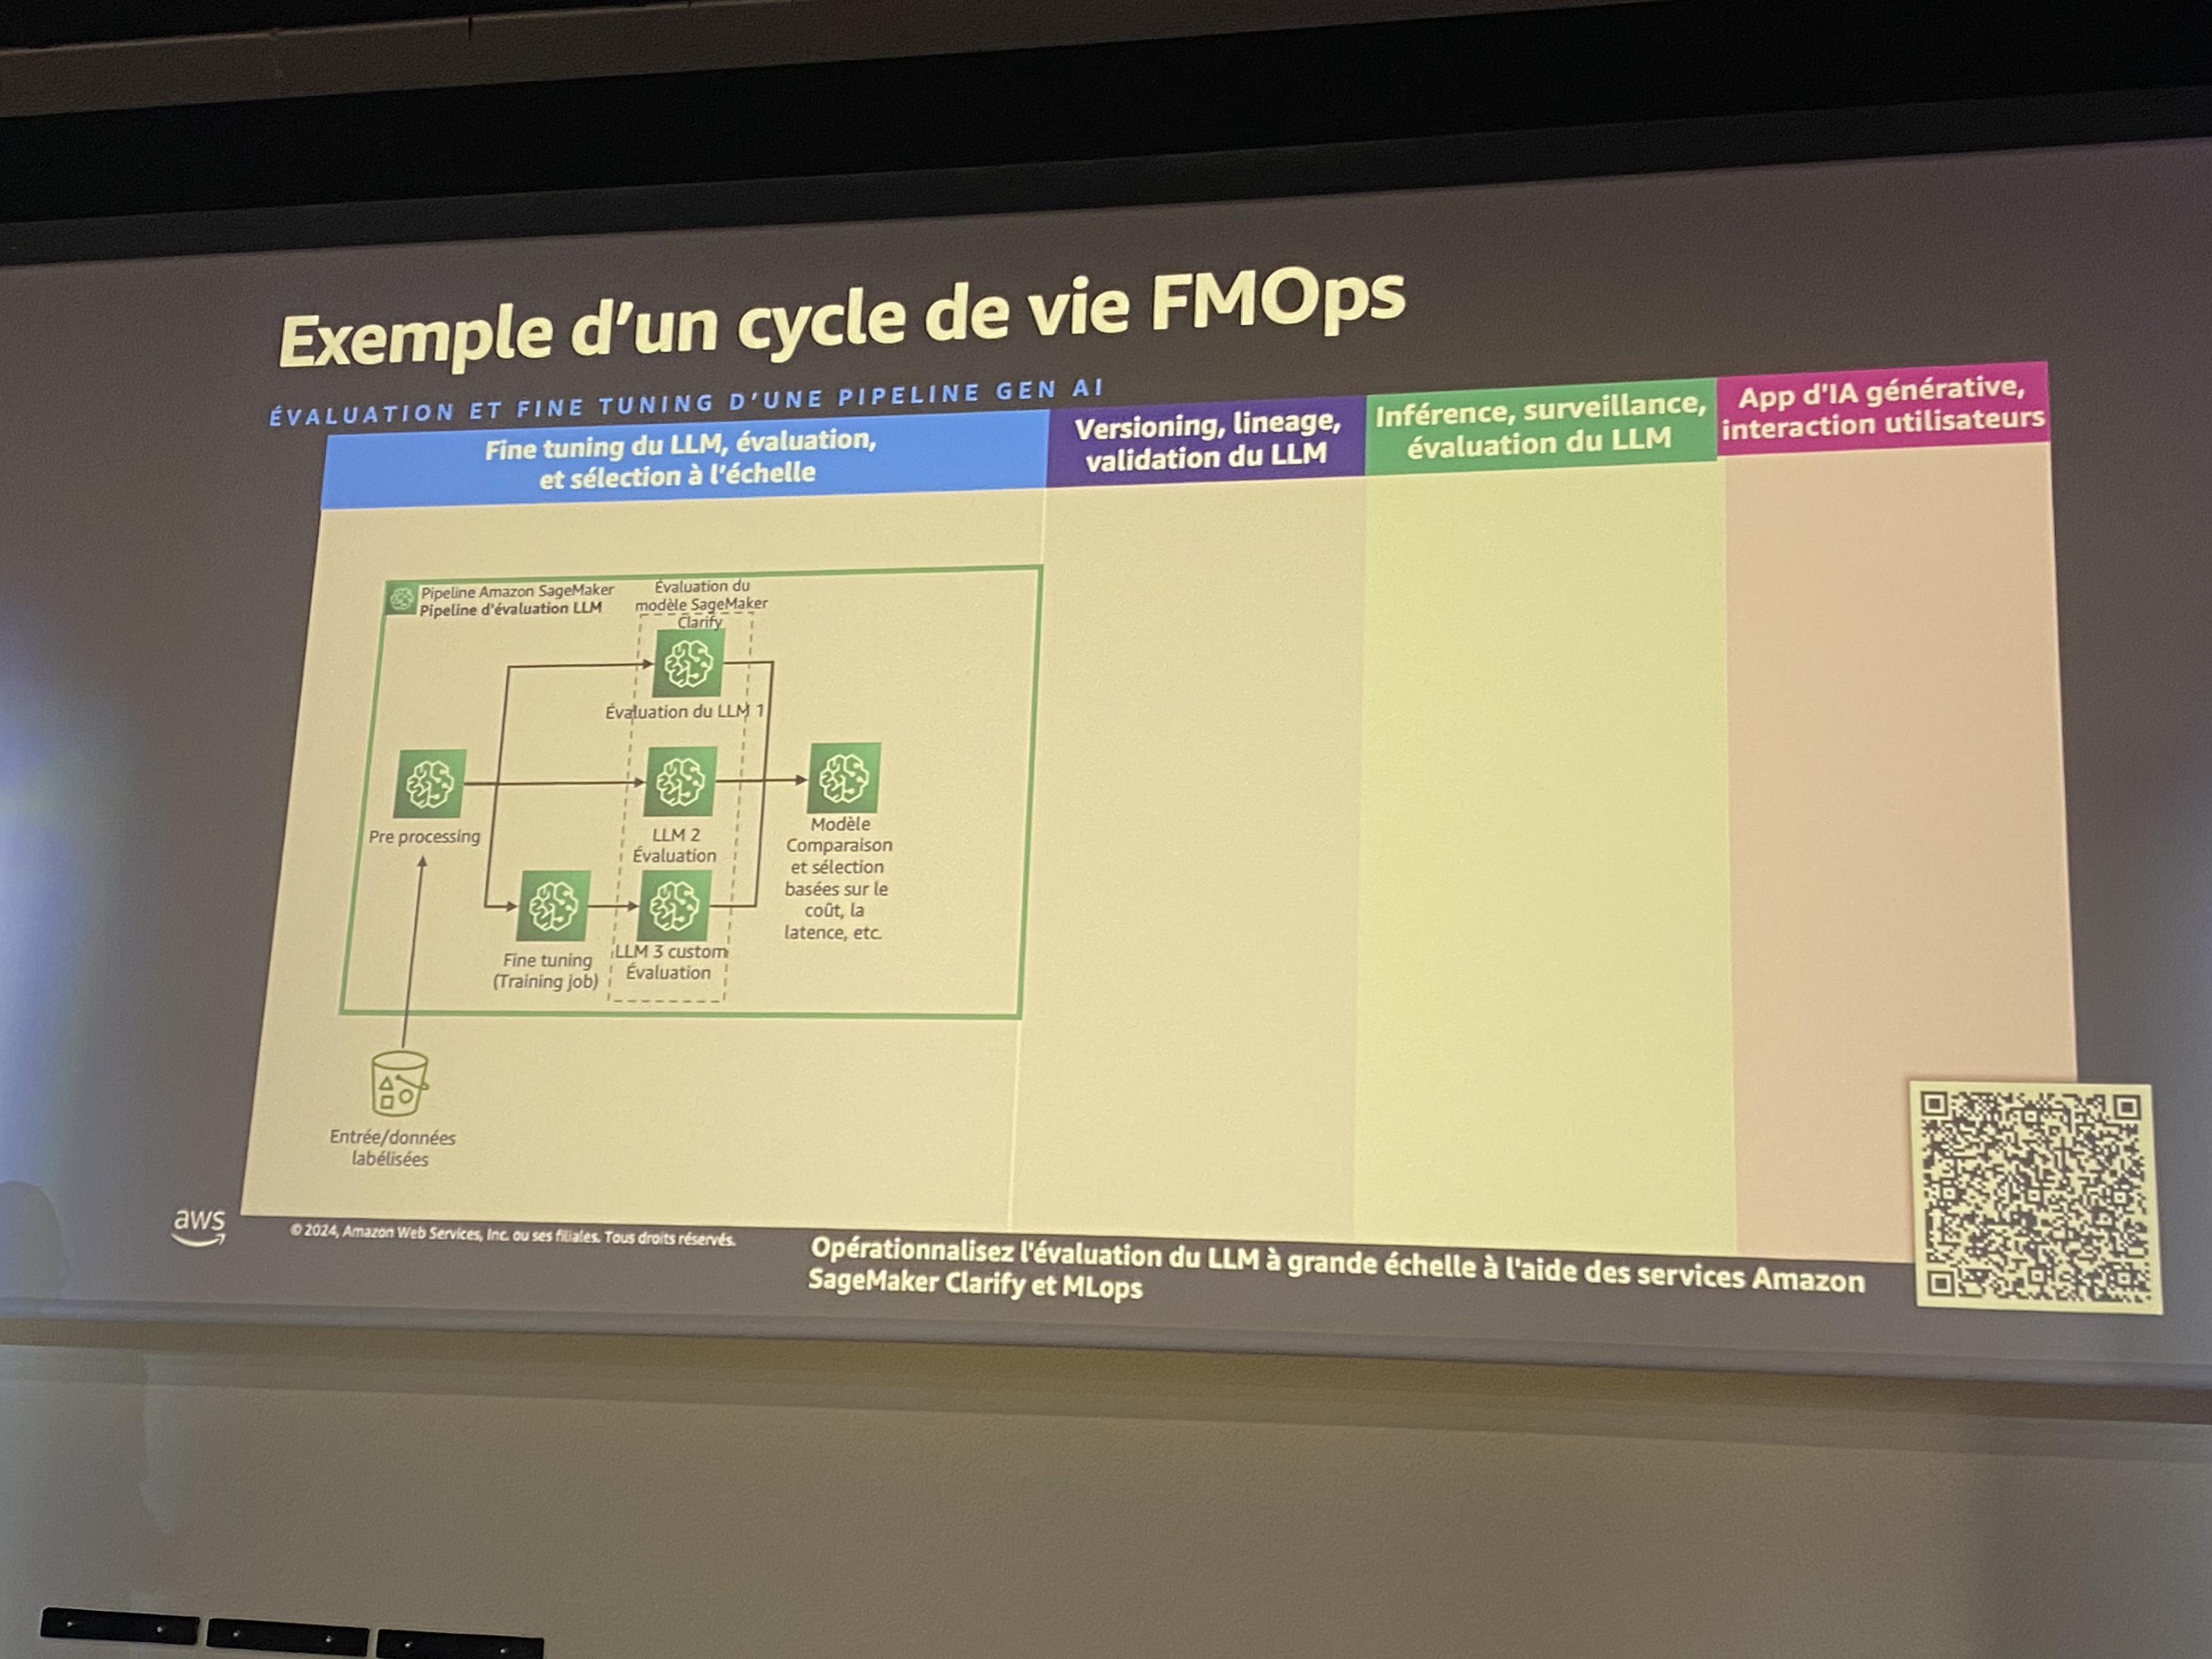 Exemple d'un cycle de vie FMOps
ÉVALUATION ET FINE TUNING D'UNE PIPELINE GEN AI
Fine tuning du LLM, évaluation,
et sélection à l'échelle
Versioning, lineage,
validation du LLM
Inférence, surveillance,
évaluation du LLM
App d'IA générative,
interaction utilisateurs
Pipeline Amazon SageMaker
Pipeline d'évaluation LLM
Évaluation du
modèle SageMaker
Clarify
Évaluation du LLM 1
Pre processing
LLM 2
Évaluation
Modèle
Comparaison
et sélection
basées sur le
coût, la
latence, etc.
Fine tuning
(Training job)
LLM 3 custom
Évaluation
Entrée/données
labélisées
aws
© 2024, Amazon Web Services, Inc. ou ses filiales. Tous droits réservés.
Opérationnalisez l'évaluation du LLM à grande échelle à l'aide des services Amazon
SageMaker Clarify et MLops